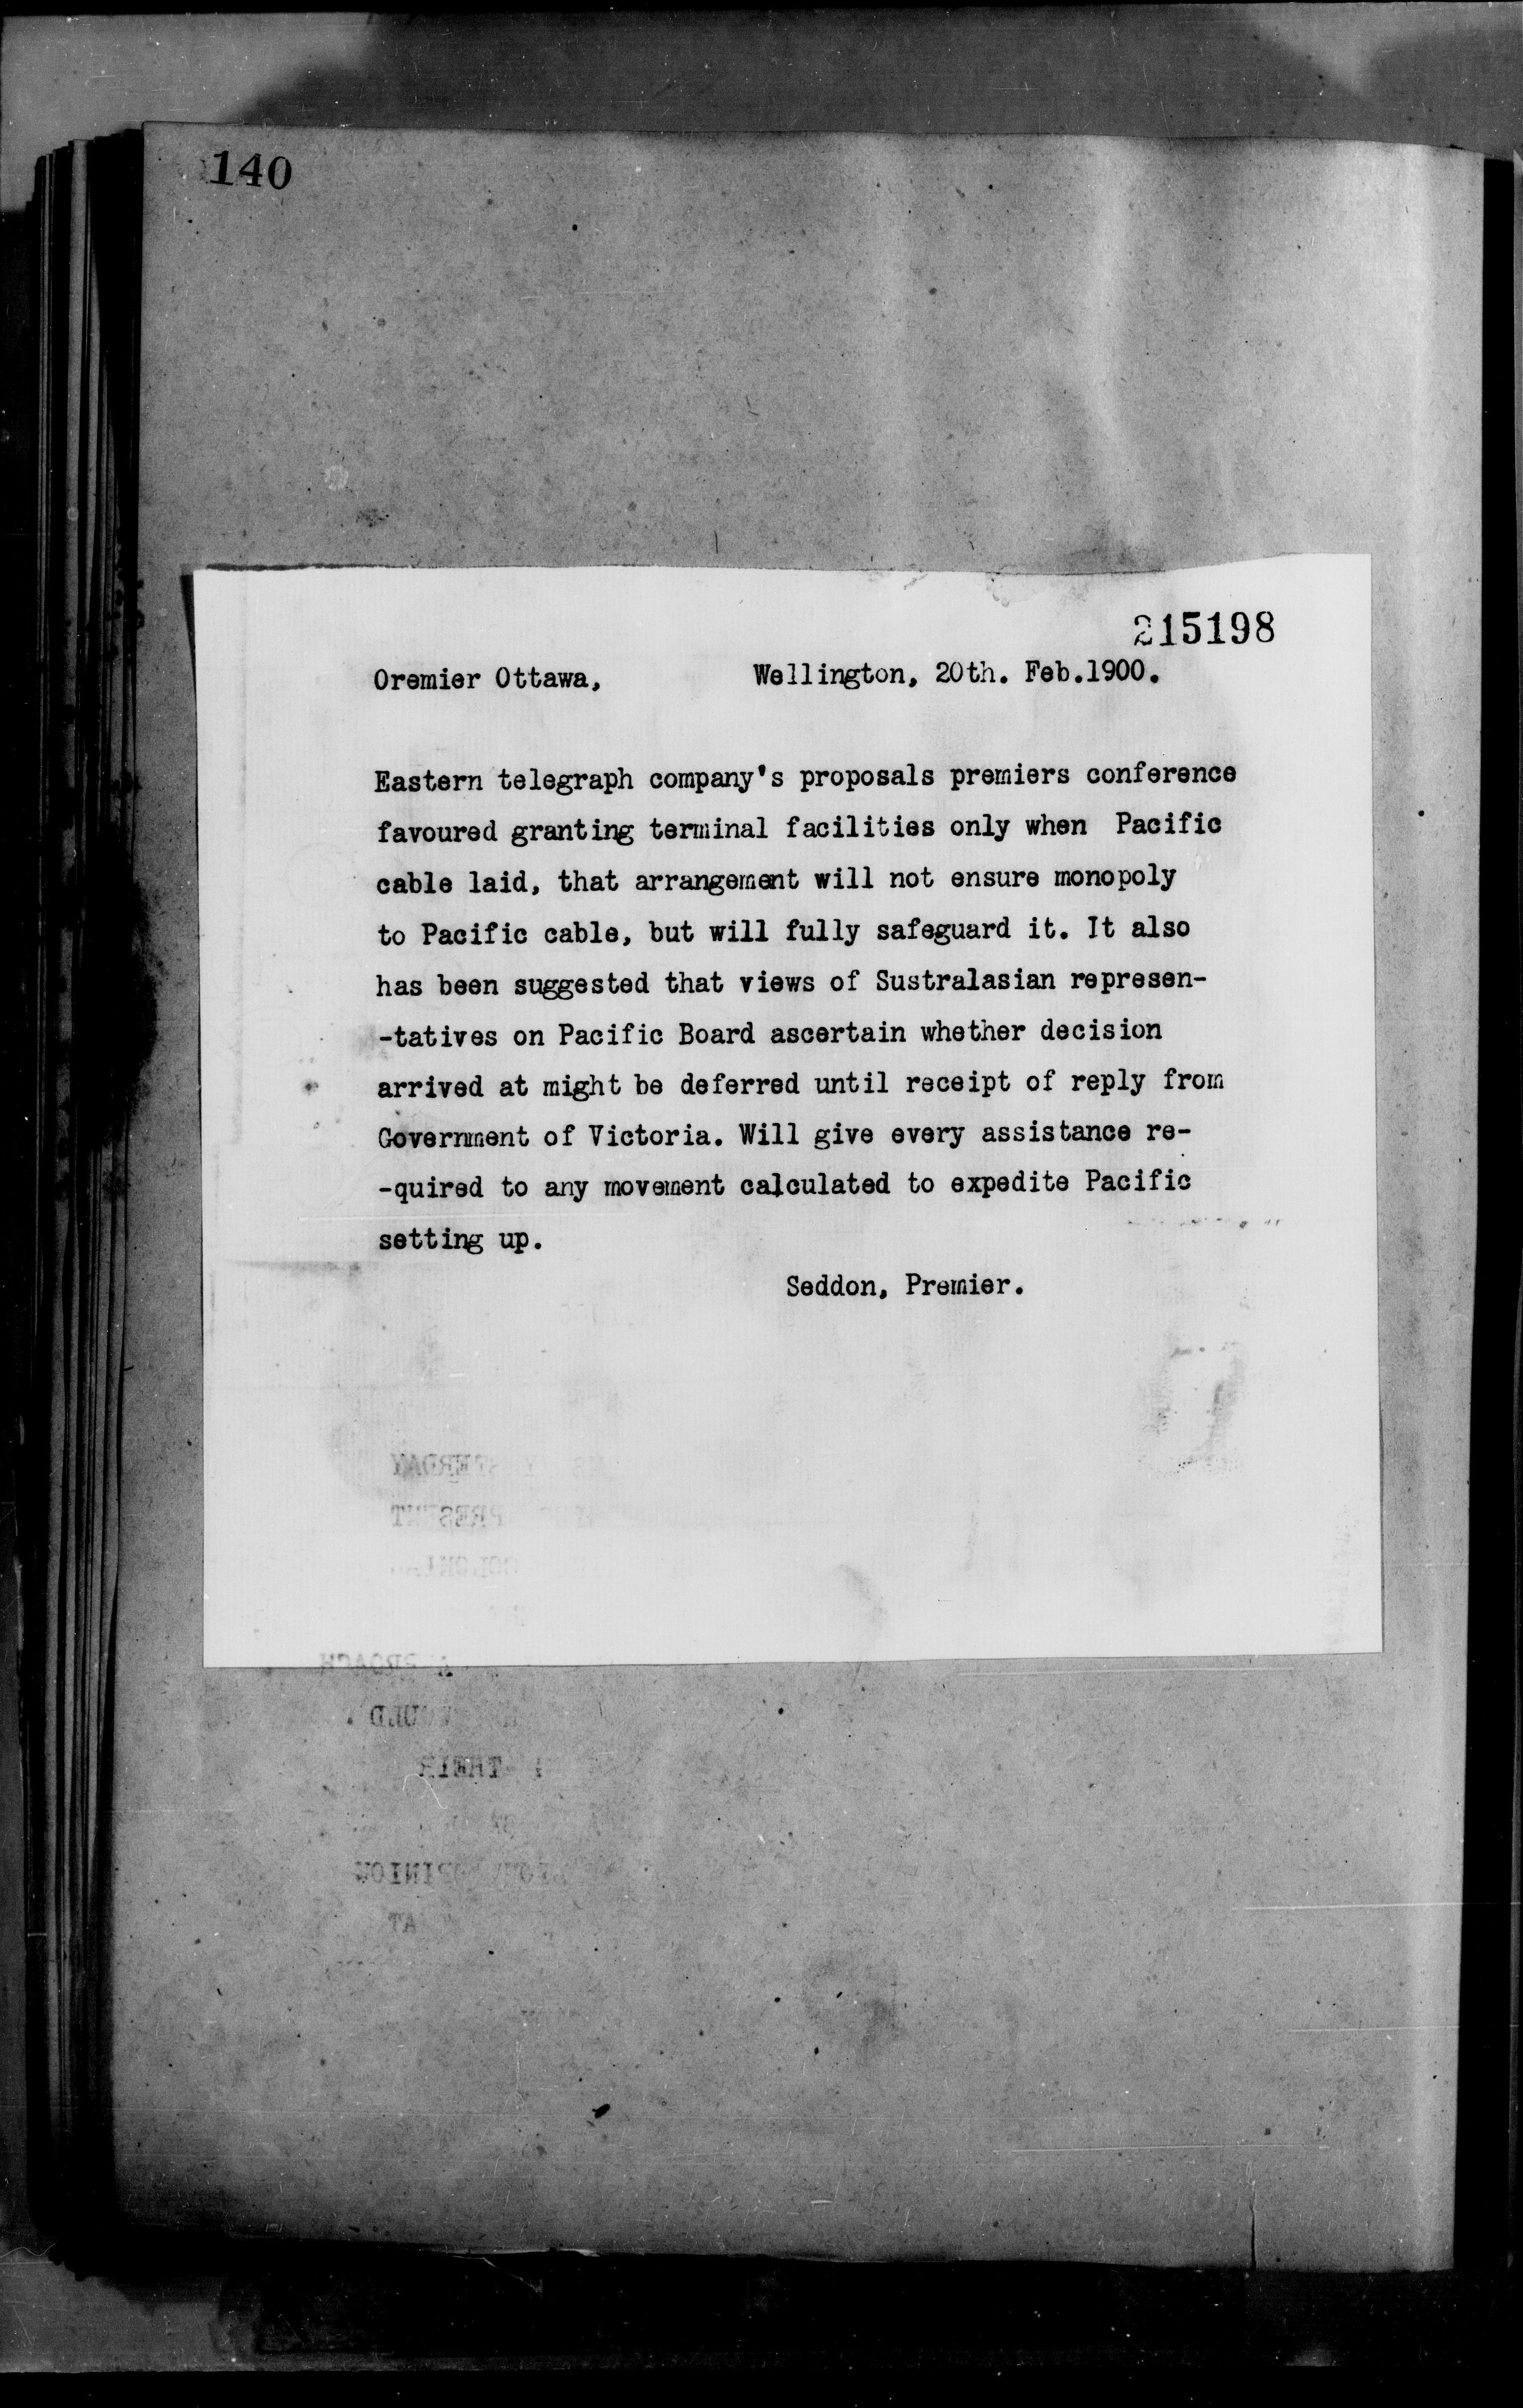 140
215198
Oremier Ottawa, Wellington, 20th. Feb.1900.
Eastern telegraph company's proposals premiers conference
favoured granting terminal facilities only when Pacific
cable laid, that arrangement will not ensure monopoly
to Pacific cable, but will fully safeguard it. It also
has been suggested that views of Sustralasian represen-
-tatives on Pacific Board ascertain whether decision
arrived at might be deferred until receipt of reply from
Government of Victoria. Will give every assistance re-
-quired to any movement calculated to expedite Pacific
setting up.
Seddon, Premier.
THEIR
AT